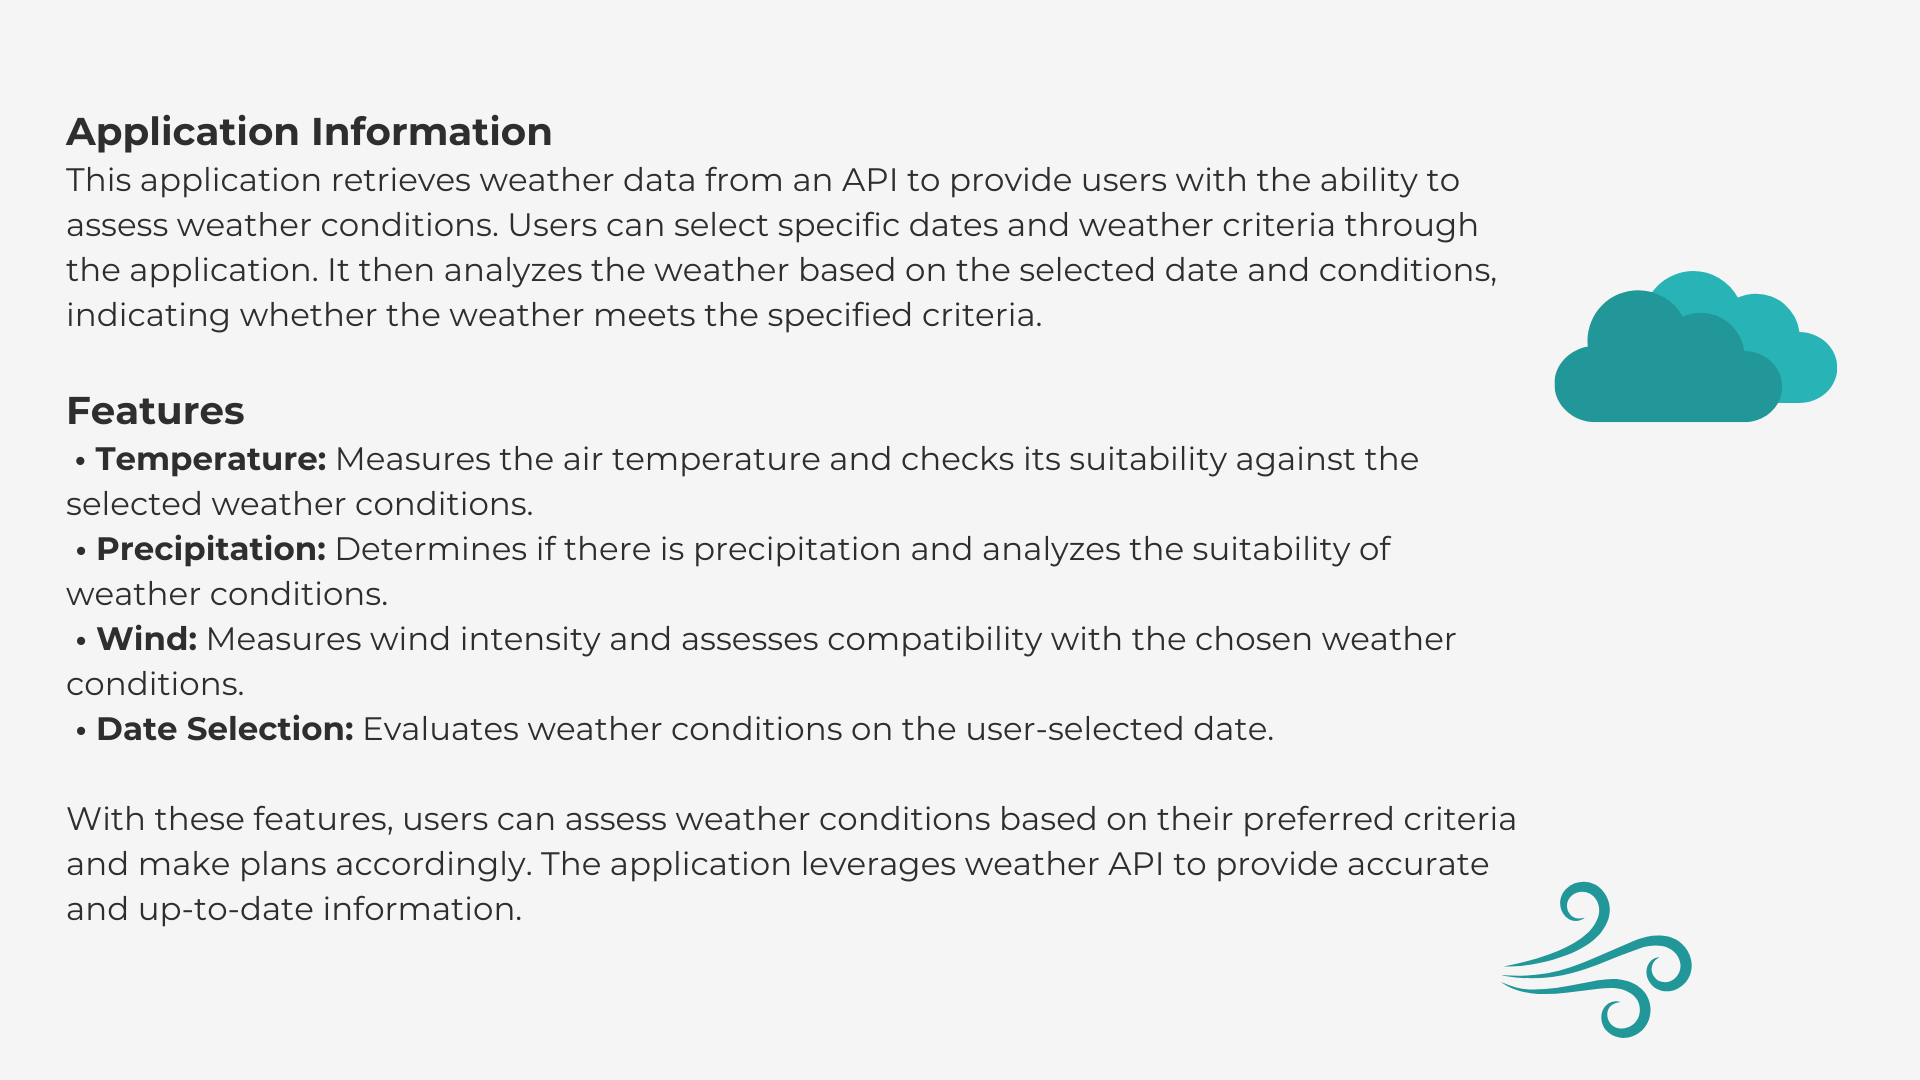 Application Information
This application retrieves weather data from an API to provide users with the ability to
assess weather conditions. Users can select specific dates and weather criteria through
the application. It then analyzes the weather based on the selected date and conditions,
indicating whether the weather meets the specified criteria.
Features
• Temperature: Measures the air temperature and checks its suitability against the
selected weather conditions.
• Precipitation: Determines if there is precipitation and analyzes the suitability of
weather conditions.
• Wind: Measures wind intensity and assesses compatibility with the chosen weather
conditions.
• Date Selection: Evaluates weather conditions on the user-selected date.
With these features, users can assess weather conditions based on their preferred criteria
and make plans accordingly. The application leverages weather API to provide accurate
and up-to-date information.